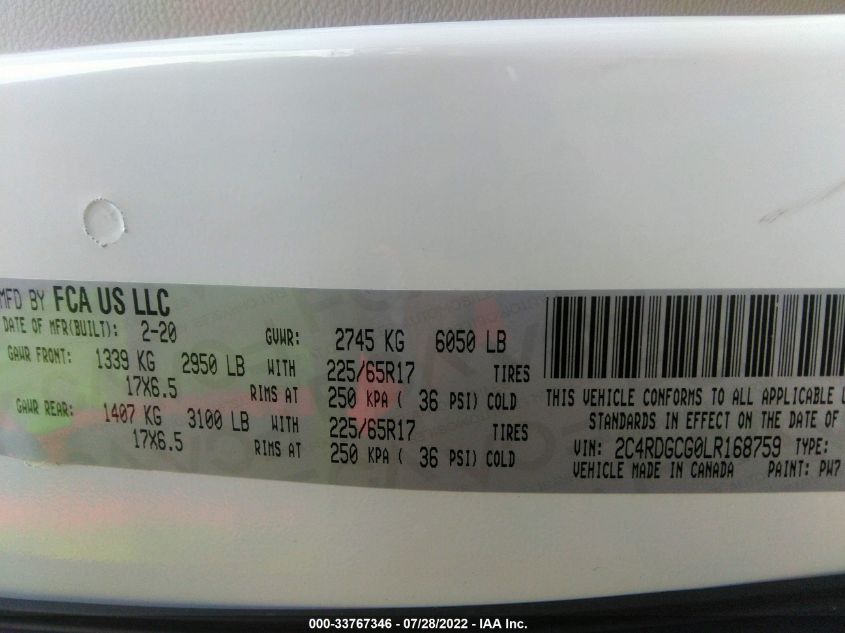 MFD BY FCA US LLC
DATE OF MFR(BUILT): 2-20 GVWR: 2745 KG 6050 LB
GAWR FRONT: 1339 KG 2950 LB WITH 225/65R17 TIRES
17X6.5 RIMS AT 250 KPA ( 36 PSI) COLD
GAWR REAR: 1407 KG 3100 LB WITH 225/65R17 TIRES
17X6.5 RIMS AT 250 KPA ( 36 PSI) COLD
THIS VEHICLE CONFORMS TO ALL APPLICABLE
STANDARDS IN EFFECT ON THE DATE OF
VIN: 2C4RDGCG0LR168759 TYPE:
VEHICLE MADE IN CANADA PAINT: PW7
000-33767346 - 07/28/2022 - IAA Inc.